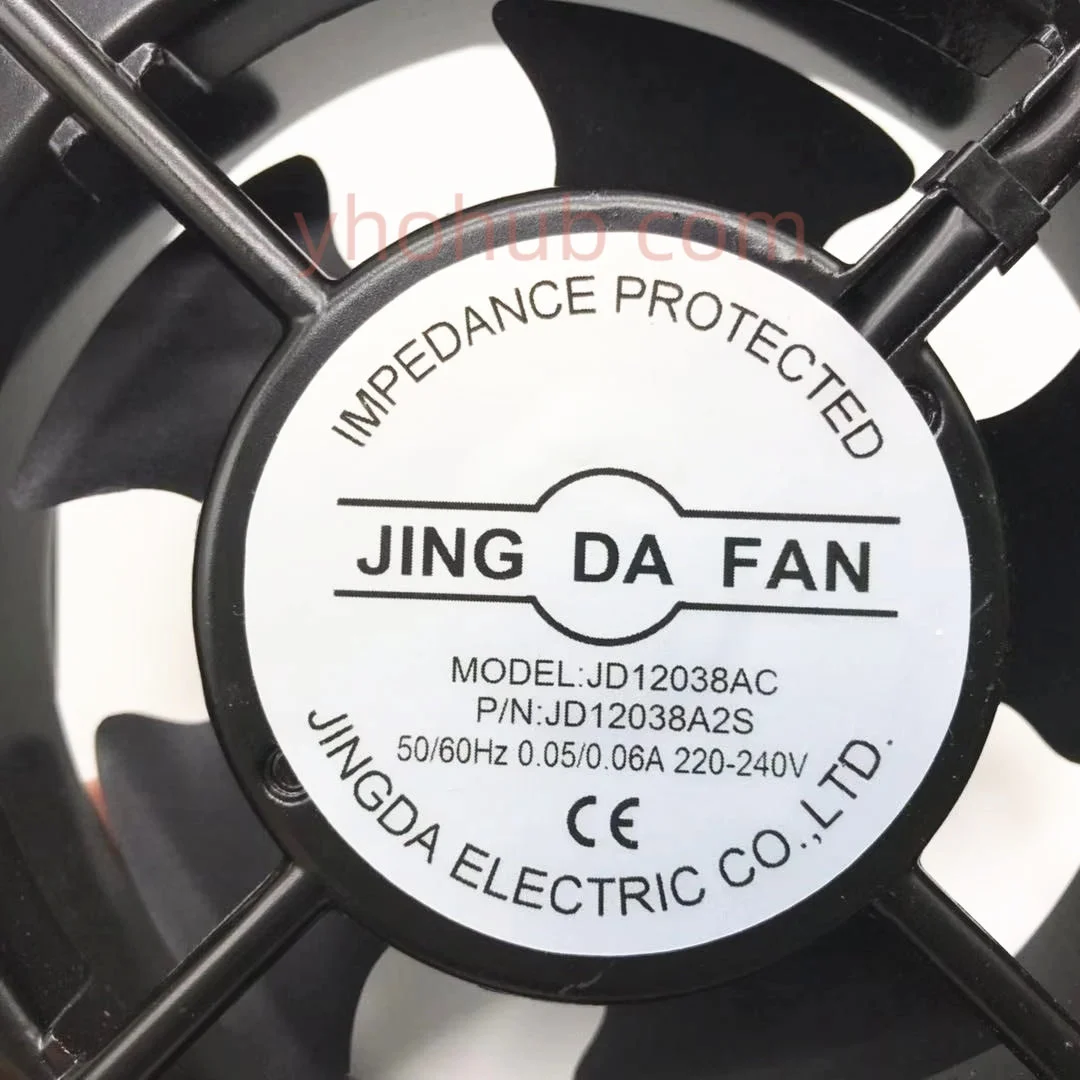 yhohub com
IMPEDANCE PROTECTED
JING DA FAN
MODEL:JD12038AC
P/N:JD12038A2S
50/60Hz 0.05/0.06A 220-240V
CE
JINGDA ELECTRIC CO.,LTD.